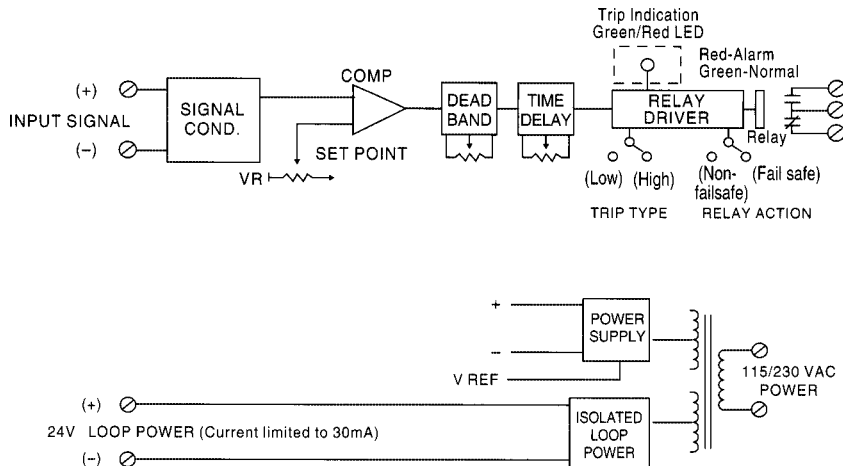 Trip Indication
Green/Red LED
Red-Alarm
Green-Normal
COMP
(+)
INPUT SIGNAL
(−)
SIGNAL
COND.
DEAD
BAND
TIME
DELAY
RELAY
DRIVER
Relay
SET POINT
VR
(Low)
(High)
(Non-
failsafe)
(Fail safe)
TRIP TYPE
RELAY ACTION
+
−
V REF
POWER
SUPPLY
115/230 VAC
POWER
(+)
24V LOOP POWER (Current limited to 30mA)
(−)
ISOLATED
LOOP
POWER